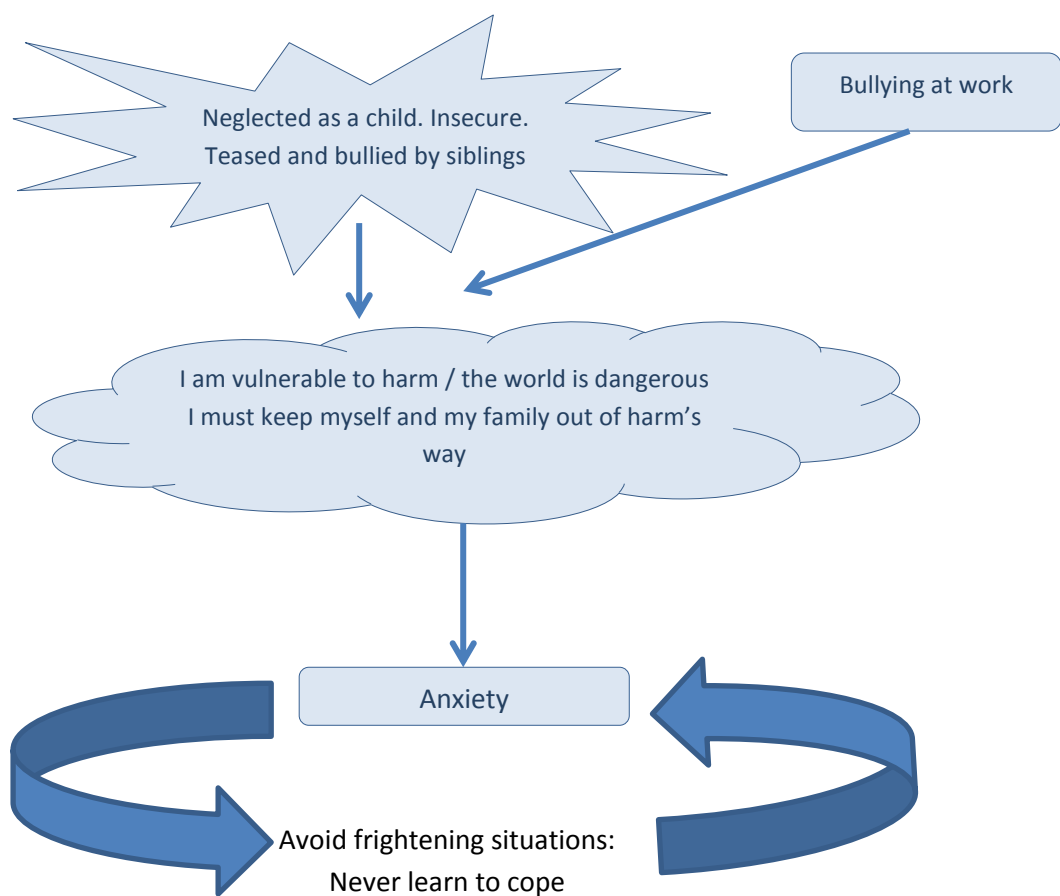 Neglected as a child. Insecure.
Teased and bullied by siblings
Bullying at work
I am vulnerable to harm / the world is dangerous
I must keep myself and my family out of harm’s
way
Anxiety
Avoid frightening situations:
Never learn to cope